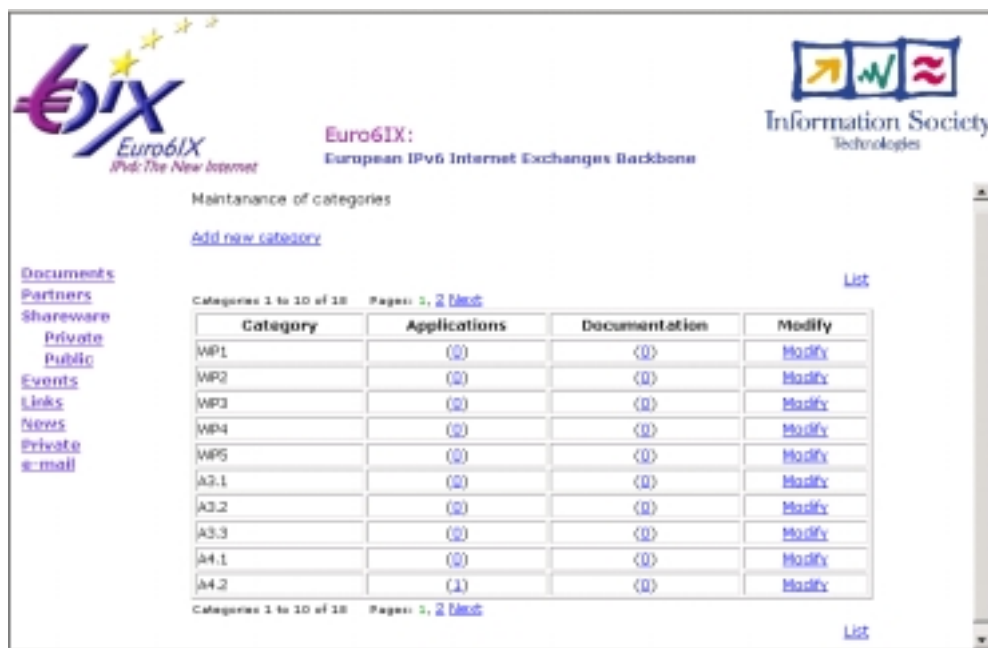 6IX
Euro6IX
IPv6: The New Internet
Euro6IX:
European IPv6 Internet Exchanges Backbone
Information Society
Technologies
Maintanance of categories
Add new category
Documents
Partners
Shareware
Private
Public
Events
Links
News
Private
e-mail
List
Categories 1 to 10 of 18 Pages: 1, 2 Next
Category Applications Documentation Modify
WP1 (0) (0) Modify
WP2 (0) (0) Modify
WP3 (0) (0) Modify
WP4 (0) (0) Modify
WP5 (0) (0) Modify
A3.1 (0) (0) Modify
A3.2 (0) (0) Modify
A3.3 (0) (0) Modify
A4.1 (0) (0) Modify
A4.2 (1) (0) Modify
Categories 1 to 10 of 18 Pages: 1, 2 Next
List